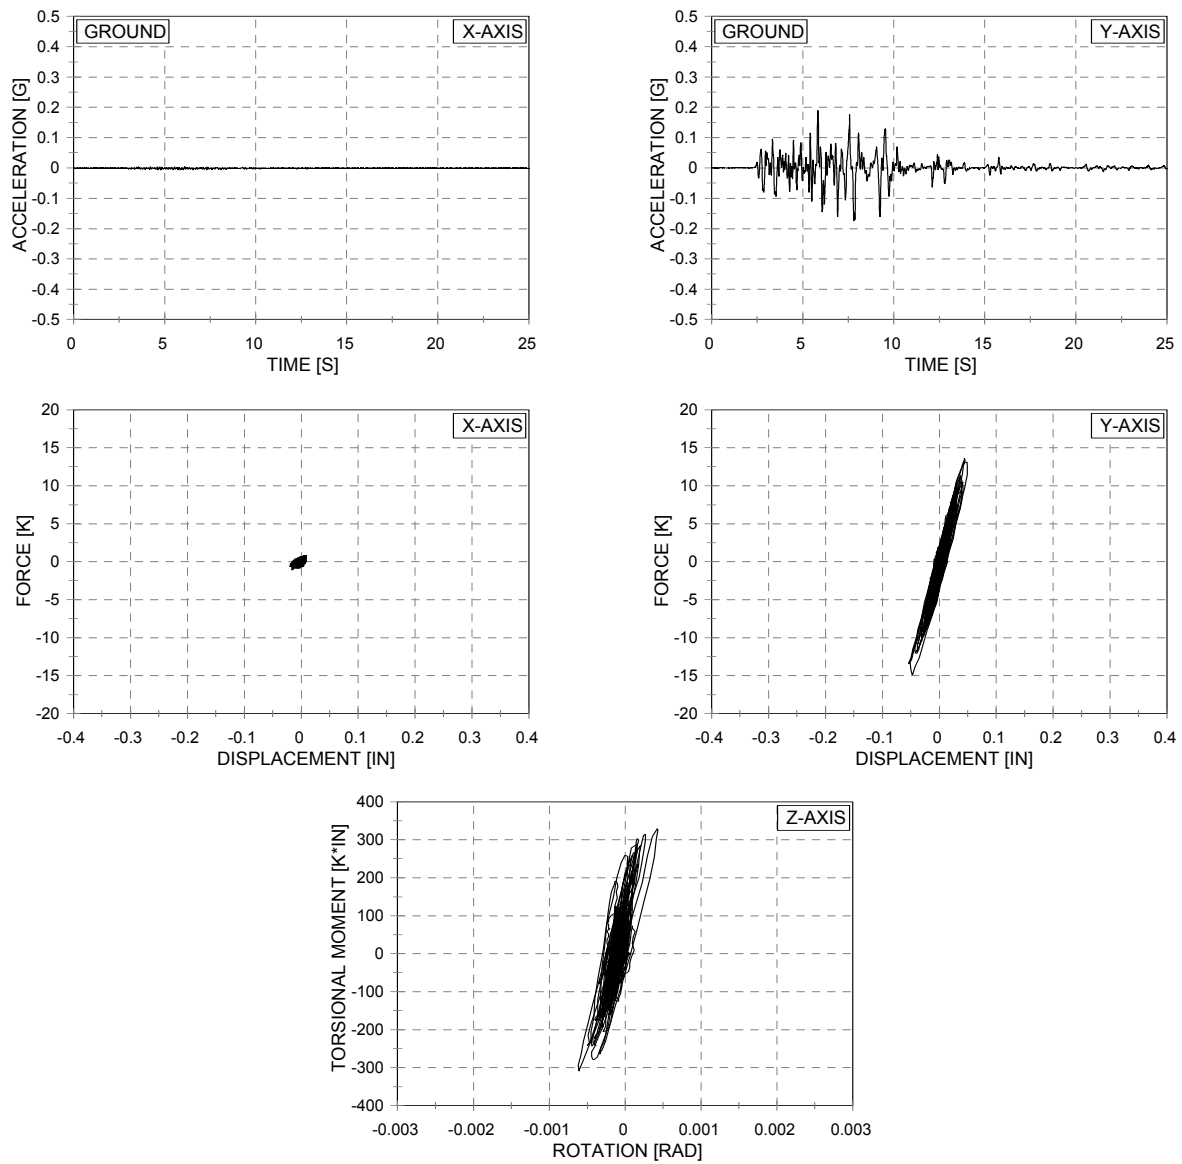 GROUND X-AXIS
0.5
0.4
0.3
0.2
0.1
0
-0.1
-0.2
-0.3
-0.4
-0.5
ACCELERATION [G]
0 5 10 15 20 25
TIME [S]
GROUND Y-AXIS
0.5
0.4
0.3
0.2
0.1
0
-0.1
-0.2
-0.3
-0.4
-0.5
ACCELERATION [G]
0 5 10 15 20 25
TIME [S]
X-AXIS
20
15
10
5
0
-5
-10
-15
-20
FORCE [K]
-0.4 -0.3 -0.2 -0.1 0 0.1 0.2 0.3 0.4
DISPLACEMENT [IN]
Y-AXIS
20
15
10
5
0
-5
-10
-15
-20
FORCE [K]
-0.4 -0.3 -0.2 -0.1 0 0.1 0.2 0.3 0.4
DISPLACEMENT [IN]
Z-AXIS
400
300
200
100
0
-100
-200
-300
-400
TORSIONAL MOMENT [K*IN]
-0.003 -0.002 -0.001 0 0.001 0.002 0.003
ROTATION [RAD]